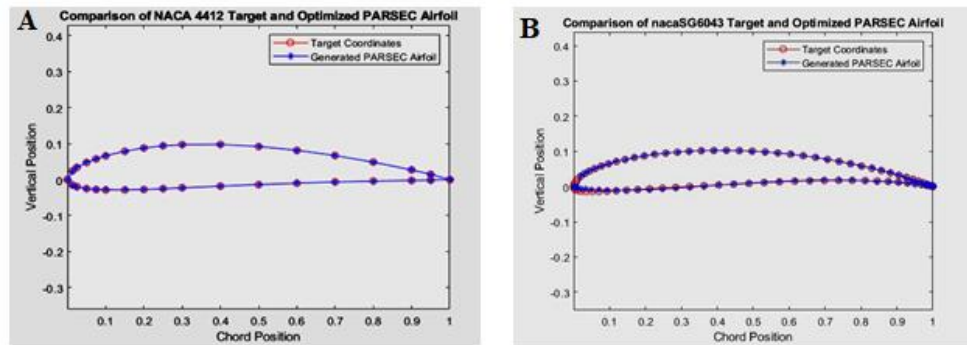 A
Comparison of NACA 4412 Target and Optimized PARSEC Airfoil
Target Coordinates
Generated PARSEC Airfoil
Vertical Position
0.4
0.3
0.2
0.1
0
-0.1
-0.2
-0.3
0.1 0.2 0.3 0.4 0.5 0.6 0.7 0.8 0.9 1
Chord Position
B
Comparison of nacaSG6043 Target and Optimized PARSEC Airfoil
Target Coordinates
Generated PARSEC Airfoil
Vertical Position
0.4
0.3
0.2
0.1
0
-0.1
-0.2
-0.3
0.1 0.2 0.3 0.4 0.5 0.6 0.7 0.8 0.9 1
Chord Position